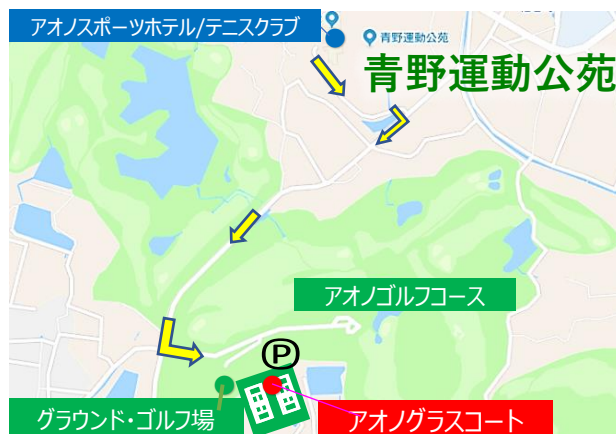 アオノスポーツホテル/テニスクラブ
青野運動公苑
青野運動公苑
アオノゴルフコース
P
グラウンド・ゴルフ場
アオノグラスコート